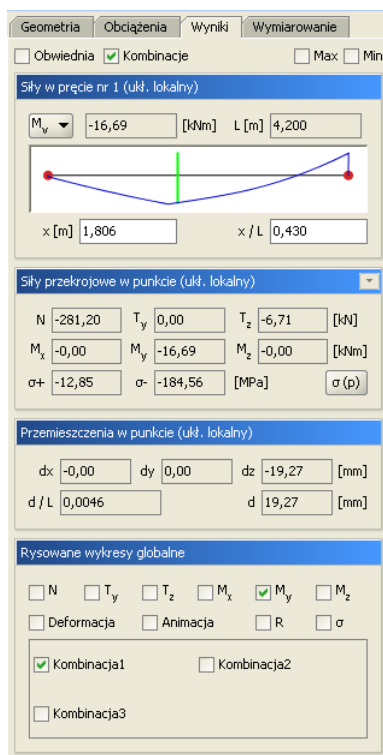 Geometria Obciążenia Wyniki Wymiarowanie
Obwiednia Kombinacje Max Min
Siły w pręcie nr 1 (ukł. lokalny)
My -16,69 [kNm] L [m] 4,200
x [m] 1,806 x / L 0,430
Siły przekrojowe w punkcie (ukł. lokalny)
N -281,20 Ty 0,00 Tz -6,71 [kN]
Mx -0,00 My -16,69 Mz -0,00 [kNm]
σ+ -12,85 σ- -184,56 [MPa] σ (p)
Przemieszczenia w punkcie (ukł. lokalny)
dx -0,00 dy 0,00 dz -19,27 [mm]
d / L 0,0046 d 19,27 [mm]
Rysowane wykresy globalne
N Ty Tz Mx My Mz
Deformacja Animacja R σ
Kombinacja1 Kombinacja2
Kombinacja3